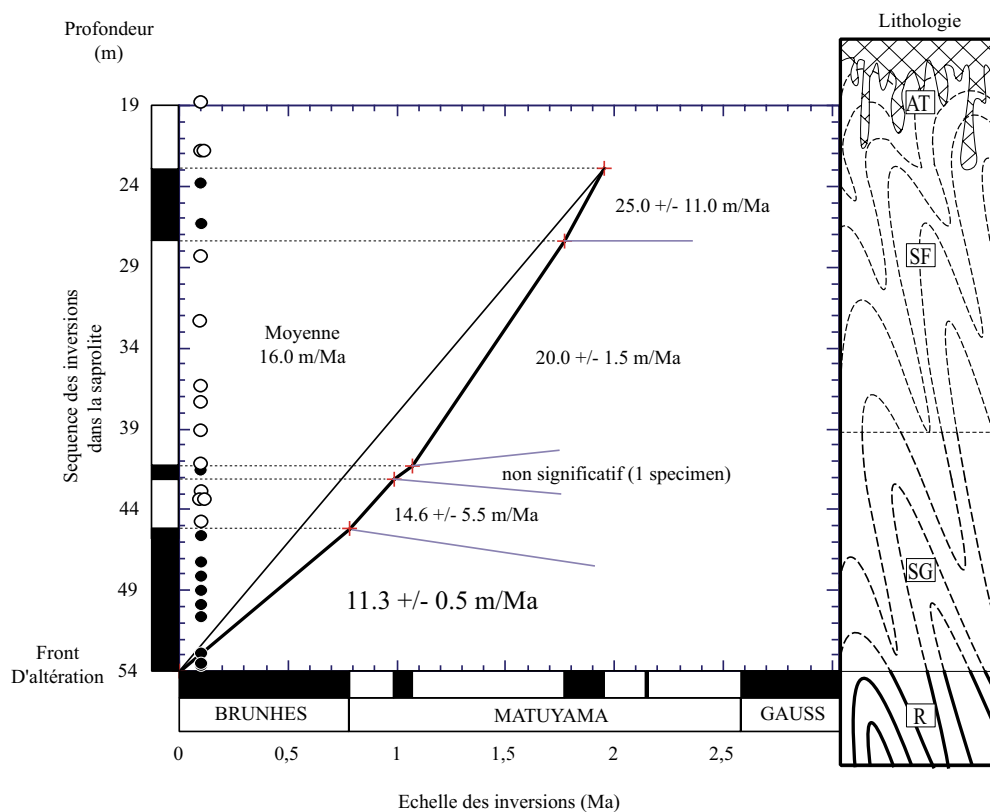 Profondeur
(m)
Lithologie
19
24
29
34
39
44
49
54
Sequence des inversions
dans la saprolite
Front
D'altération
25.0 +/- 11.0 m/Ma
Moyenne
16.0 m/Ma
20.0 +/- 1.5 m/Ma
non significatif (1 specimen)
14.6 +/- 5.5 m/Ma
11.3 +/- 0.5 m/Ma
AT
SF
SG
R
BRUNHES
MATUYAMA
GAUSS
0
0,5
1
1,5
2
2,5
Echelle des inversions (Ma)